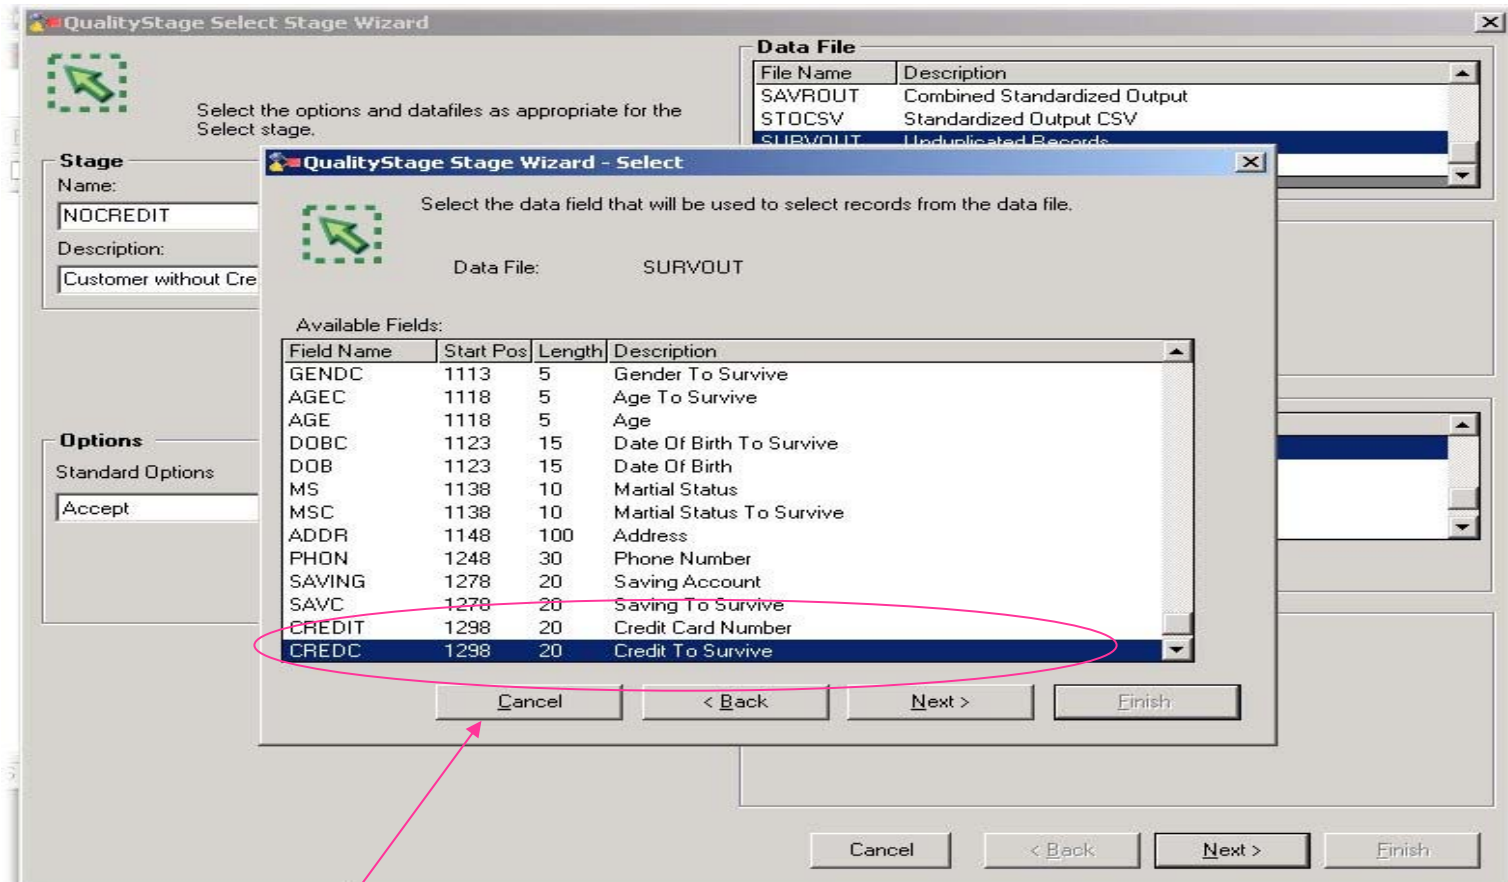 QualityStage Select Stage Wizard
Select the options and datafiles as appropriate for the
Select stage.
Data File
File Name Description
SAVROUT Combined Standardized Output
STOCSV Standardized Output CSV
SURVOUT Unduplicated Records
Stage
Name:
NOCREDIT
Description:
Customer without Cre
Options
Standard Options
Accept
QualityStage Stage Wizard - Select
Select the data field that will be used to select records from the data file.
Data File: SURVOUT
Available Fields:
Field Name Start Pos Length Description
GENDC 1113 5 Gender To Survive
AGEC 1118 5 Age To Survive
AGE 1118 5 Age
DOBC 1123 15 Date Of Birth To Survive
DOB 1123 15 Date Of Birth
MS 1138 10 Martial Status
MSC 1138 10 Martial Status To Survive
ADDR 1148 100 Address
PHON 1248 30 Phone Number
SAVING 1278 20 Saving Account
SAVC 1278 20 Saving To Survive
CREDIT 1298 20 Credit Card Number
CREDC 1298 20 Credit To Survive
Cancel < Back Next > Finish
Cancel < Back Next > Finish